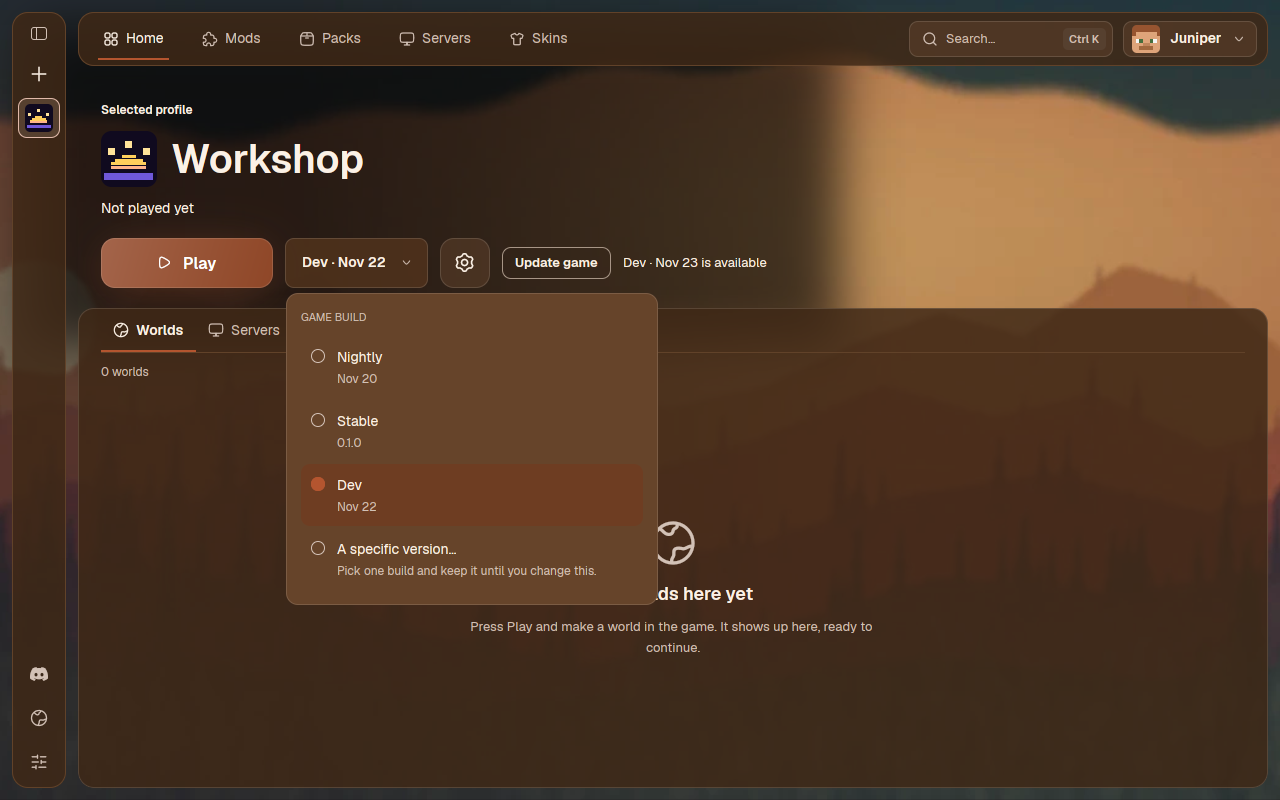 Home
Mods
Packs
Servers
Skins
Search...
Ctrl K
Juniper
Selected profile
Workshop
Not played yet
Play
Dev · Nov 22
Update game
Dev · Nov 23 is available
Worlds
Servers
0 worlds
GAME BUILD
Nightly
Nov 20
Stable
0.1.0
Dev
Nov 22
A specific version...
Pick one build and keep it until you change this.
here yet
Press Play and make a world in the game. It shows up here, ready to
continue.